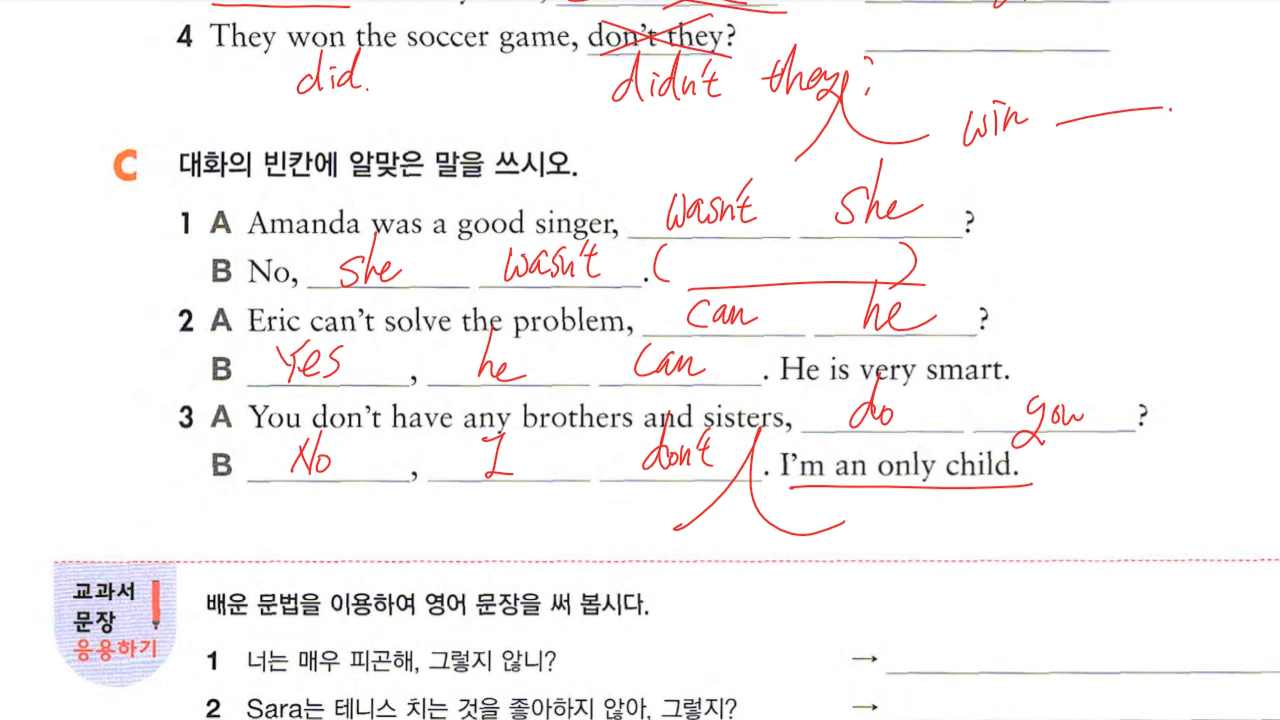 4 They won the soccer game, don't they?
did. didn't they?
win
C 대화의 빈칸에 알맞은 말을 쓰시오.
1 A Amanda was a good singer, wasn't she ?
B No, she wasn't . ( )
2 A Eric can't solve the problem, can he ?
B Yes , he can . He is very smart.
3 A You don't have any brothers and sisters, do you ?
B No , I don't . I'm an only child.
교과서
문장
응용하기
배운 문법을 이용하여 영어 문장을 써 봅시다.
1 너는 매우 피곤해, 그렇지 않니? →
2 Sara는 테니스 치는 것을 좋아하지 않아, 그렇지? →